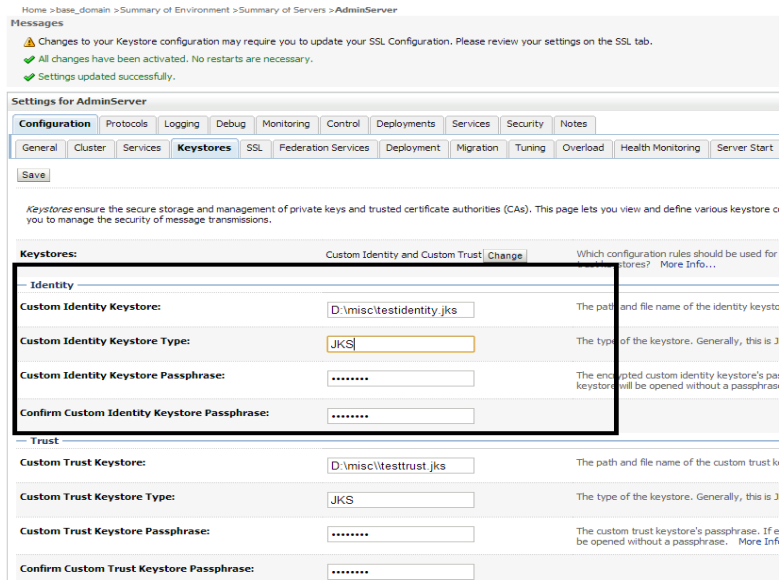 Home >base_domain >Summary of Environment >Summary of Servers >AdminServer
Messages
Changes to your Keystore configuration may require you to update your SSL Configuration. Please review your settings on the SSL tab.
All changes have been activated. No restarts are necessary.
Settings updated successfully.
Settings for AdminServer
Configuration Protocols Logging Debug Monitoring Control Deployments Services Security Notes
General Cluster Services Keystores SSL Federation Services Deployment Migration Tuning Overload Health Monitoring Server Start
Save
Keystores ensure the secure storage and management of private keys and trusted certificate authorities (CAs). This page lets you view and define various keystore c
you to manage the security of message transmissions.
Keystores: Custom Identity and Custom Trust Change Which configuration rules should be used for
stores? More Info...
Identity
Custom Identity Keystore: D:\misc\testidentity.jks The path and file name of the identity keysto
Custom Identity Keystore Type: JKS The type of the keystore. Generally, this is J
Custom Identity Keystore Passphrase: •••••••• The encrypted custom identity keystore's pas
keystore will be opened without a passphrase
Confirm Custom Identity Keystore Passphrase: ••••••••
Trust
Custom Trust Keystore: D:\misc\\testtrust.jks The path and file name of the custom trust k
Custom Trust Keystore Type: JKS The type of the keystore. Generally, this is J
Custom Trust Keystore Passphrase: •••••••• The custom trust keystore's passphrase. If e
be opened without a passphrase. More Inf
Confirm Custom Trust Keystore Passphrase: ••••••••